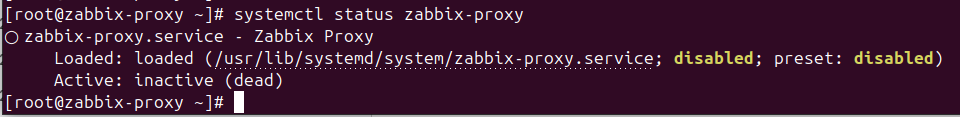 [root@zabbix-proxy ~]# systemctl status zabbix-proxy
○ zabbix-proxy.service - Zabbix Proxy
Loaded: loaded (/usr/lib/systemd/system/zabbix-proxy.service; disabled; preset: disabled)
Active: inactive (dead)
[root@zabbix-proxy ~]#